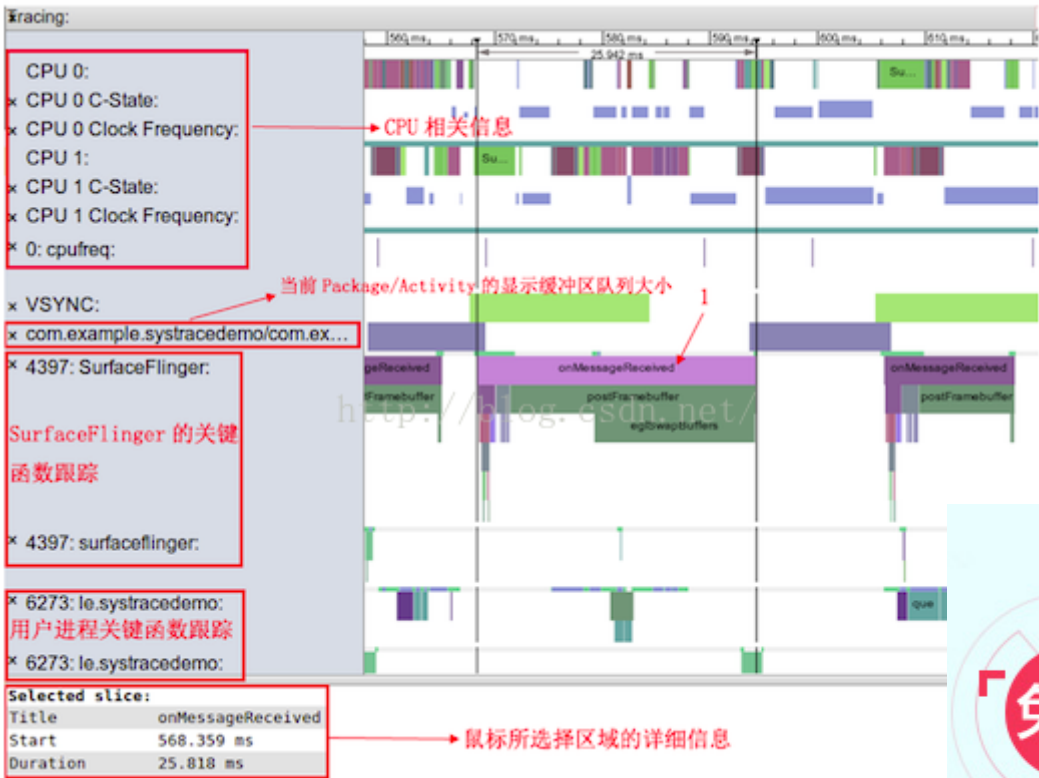 Tracing:
560 ms 570 ms 580 ms 590 ms 600 ms 610 ms
25.942 ms
CPU 0:
Su...
× CPU 0 C-State:
× CPU 0 Clock Frequency:
CPU 相关信息
CPU 1:
Su...
× CPU 1 C-State:
× CPU 1 Clock Frequency:
× 0: cpufreq:
当前 Package/Activity 的显示缓冲区队列大小
× VSYNC:
1
× com.example.systracedemo/com.ex...
× 4397: SurfaceFlinger:
geReceived onMessageReceived onMessageReceived
tFramebuffer postFramebuffer postFramebuffer
http://blog.csdn.net/
eglSwapBuffers
SurfaceFlinger 的关键
函数跟踪
× 4397: surfaceflinger:
× 6273: le.systracedemo:
que
用户进程关键函数跟踪
× 6273: le.systracedemo:
Selected slice:
Title onMessageReceived
Start 568.359 ms
Duration 25.818 ms
鼠标所选择区域的详细信息